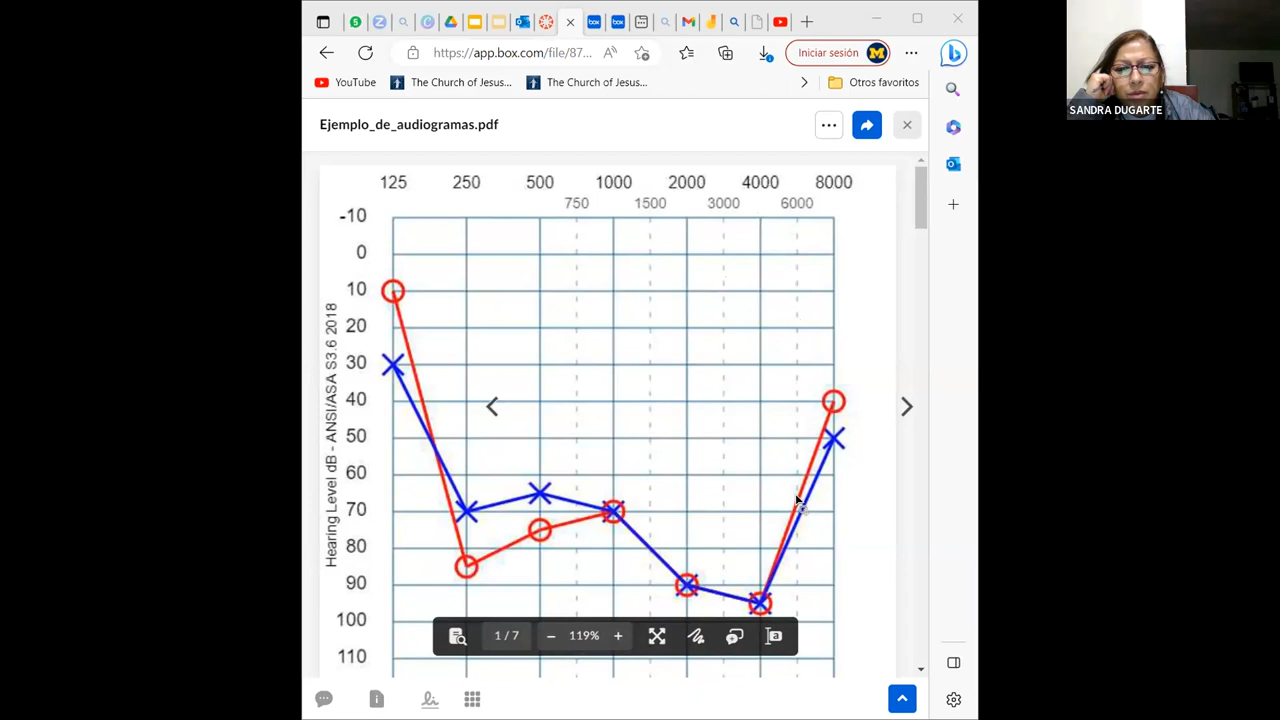 https://app.box.com/file/87...
Iniciar sesión
YouTube
The Church of Jesus...
The Church of Jesus...
Otros favoritos
SANDRA DUGARTE
Ejemplo_de_audiogramas.pdf
125 250 500 1000 2000 4000 8000
750 1500 3000 6000
-10
0
10
20
30
40
50
60
70
80
90
100
110
Hearing Level dB - ANSI/ASA S3.6 2018
1 / 7
119%